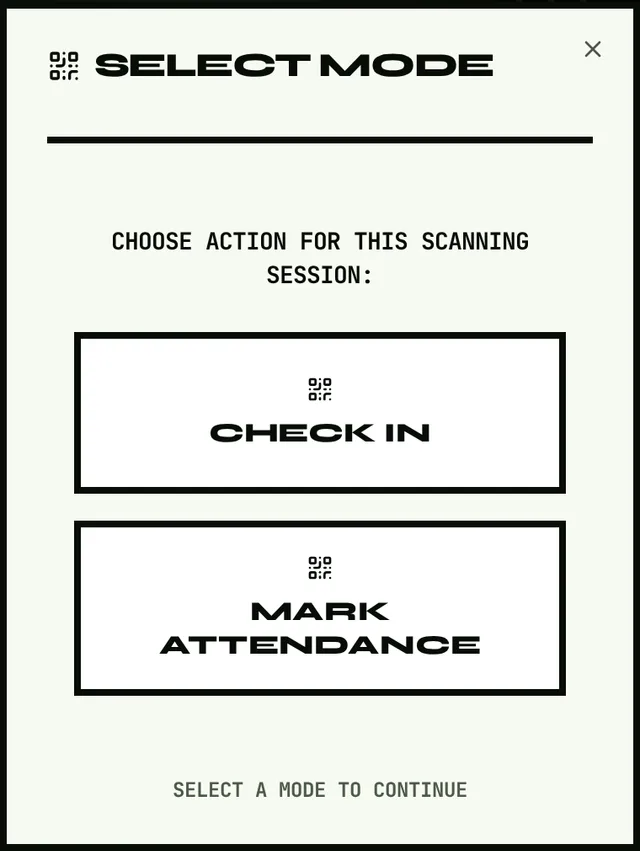 SELECT MODE
CHOOSE ACTION FOR THIS SCANNING
SESSION:
CHECK IN
MARK
ATTENDANCE
SELECT A MODE TO CONTINUE